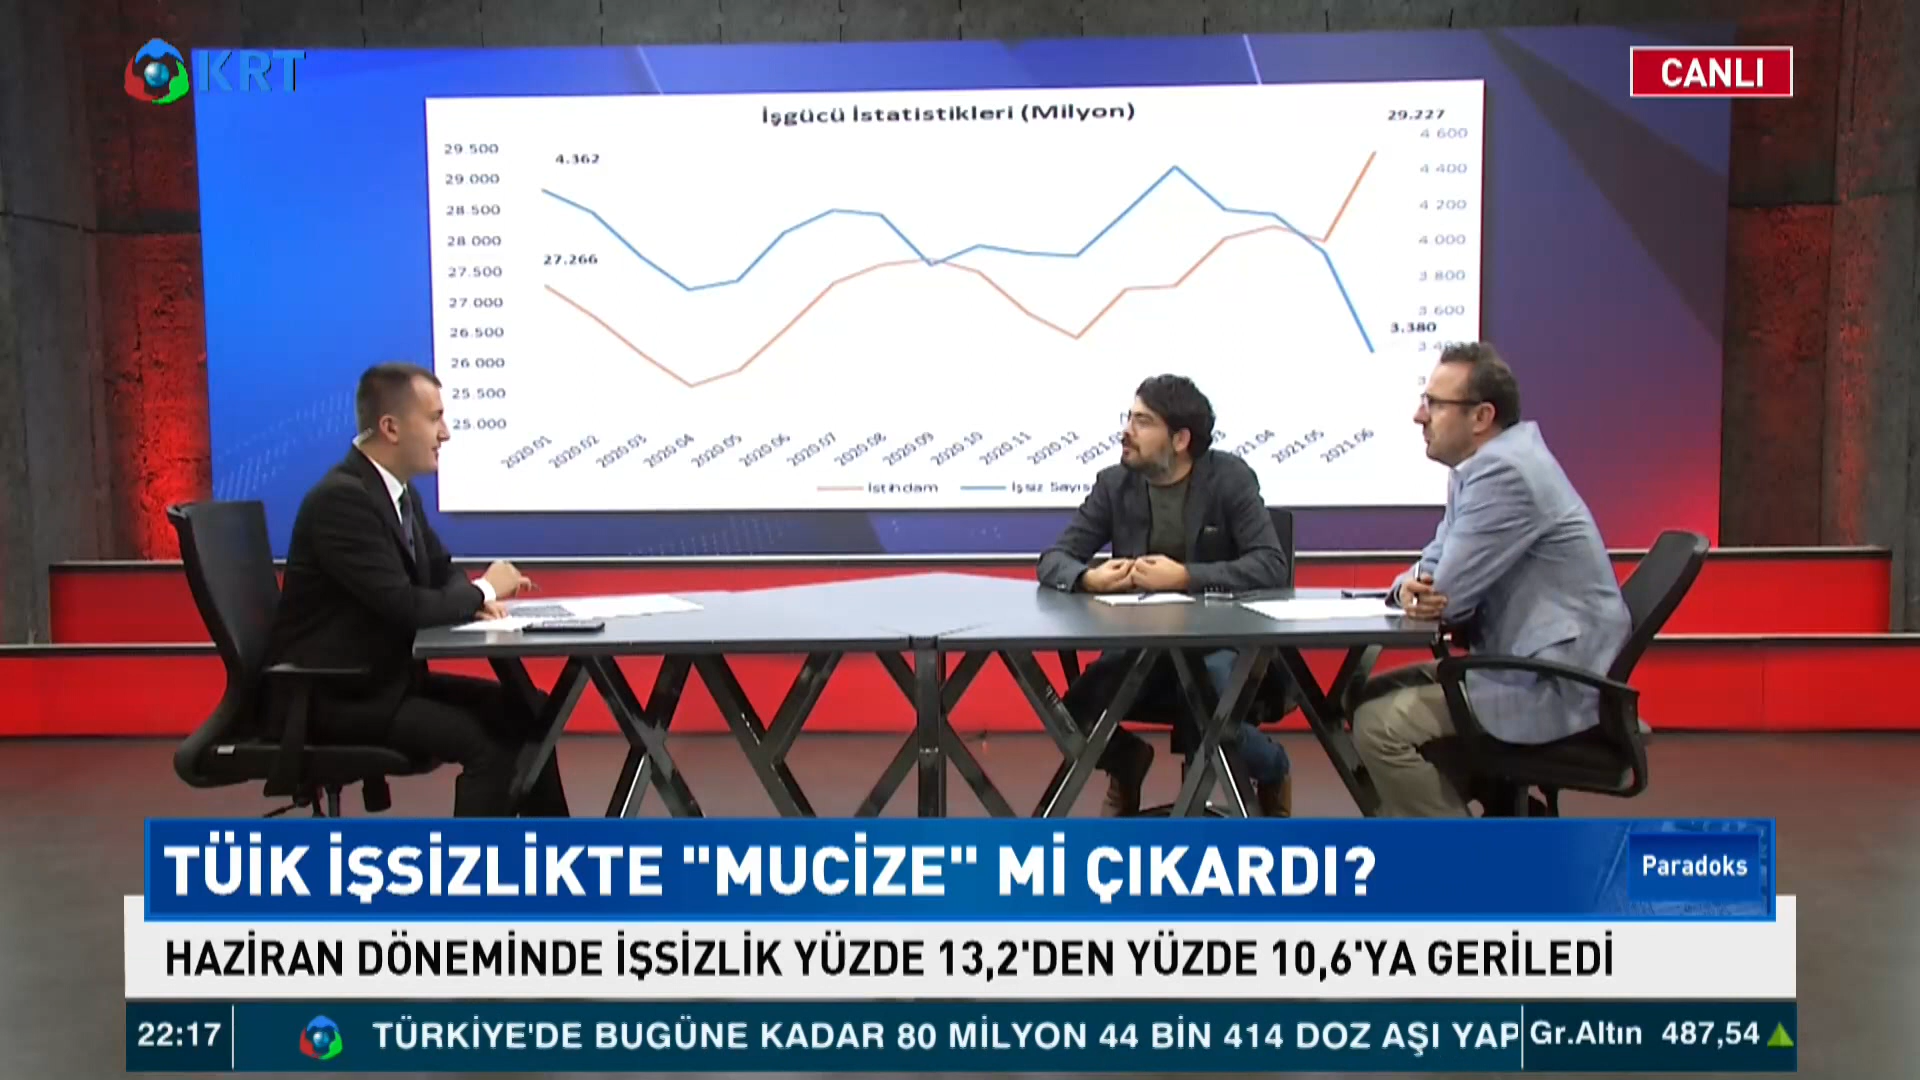 KRT
CANLI
İşgücü İstatistikleri (Milyon)
29.227
29 500
29 000
28 500
28 000
27 500
27 000
26 500
26 000
25 500
25 000
4.362
27.266
4 600
4 400
4 200
4 000
3 800
3 600
3.380
2020.01 2020.02 2020.03 2020.04 2020.05 2020.06 2020.07 2020.08 2020.09 2020.10 2020.11 2020.12 2021.04 2021.05 2021.06
İstihdam İşsiz Sayıs
TÜİK İŞSİZLİKTE "MUCİZE" Mİ ÇIKARDI?
Paradoks
HAZİRAN DÖNEMİNDE İŞSİZLİK YÜZDE 13,2'DEN YÜZDE 10,6'YA GERİLEDİ
22:17 TÜRKİYE'DE BUGÜNE KADAR 80 MİLYON 44 BİN 414 DOZ AŞI YAP Gr.Altın 487,54